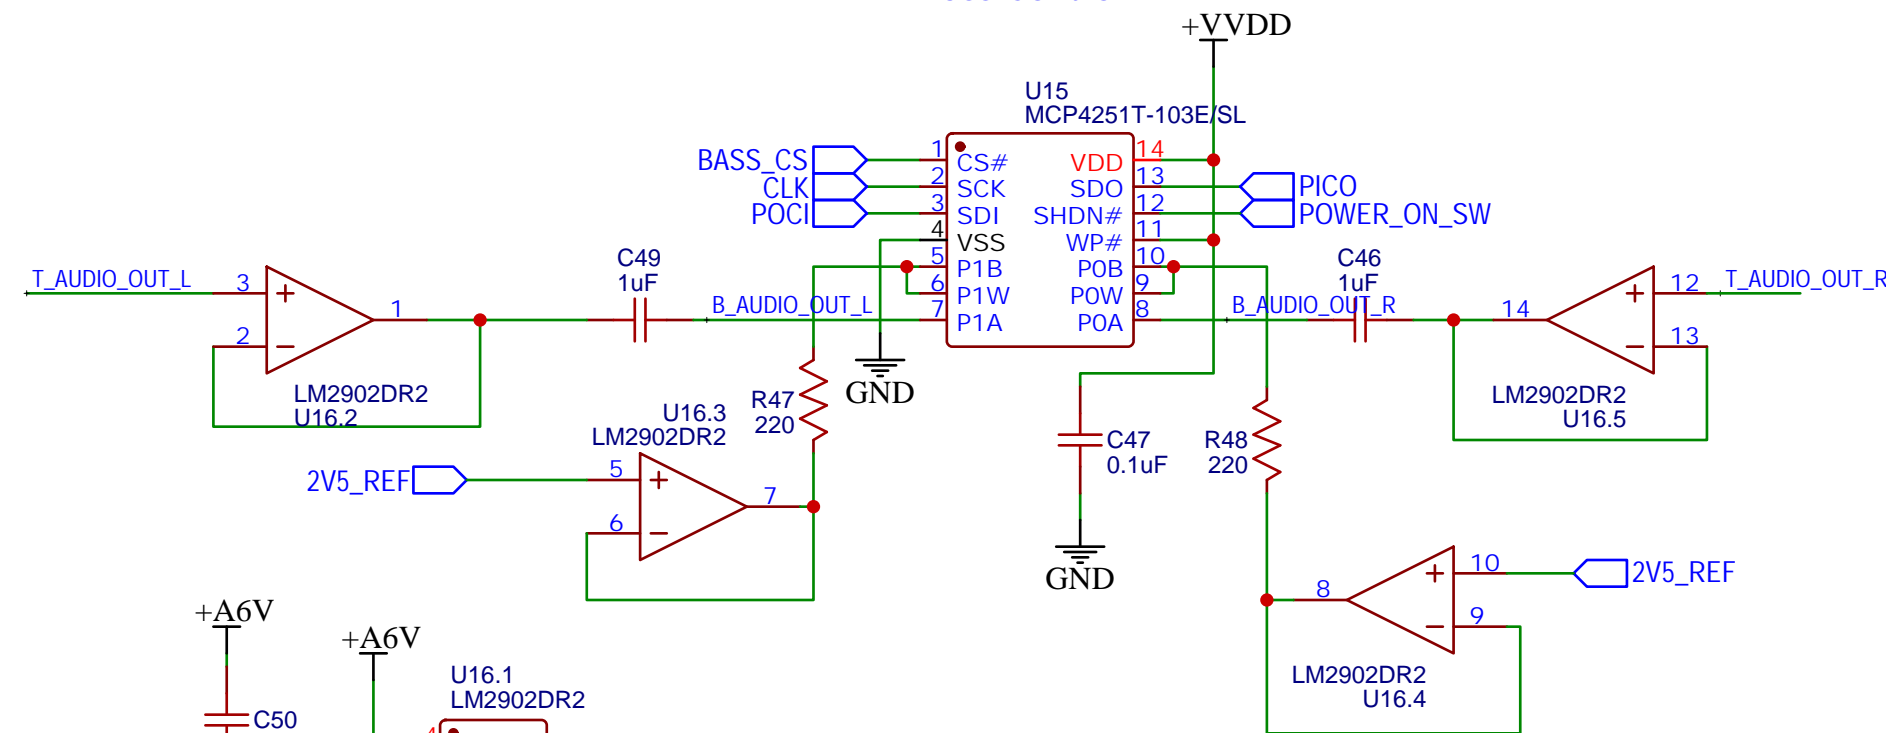 +VVDD
U15
MCP4251T-103E/SL
BASS_CS
CLK
POCI
1
2
3
4
5
6
7
CS#
SCK
SDI
VSS
P1B
P1W
P1A
VDD
SDO
SHDN#
WP#
P0B
P0W
P0A
14
13
12
11
10
9
8
PICO
POWER_ON_SW
T_AUDIO_OUT_L
3
2
1
LM2902DR2
U16.2
C49
1uF
B_AUDIO_OUT_L
GND
R47
220
U16.3
LM2902DR2
2V5_REF
5
6
7
B_AUDIO_OUT_R
C46
1uF
14
12
13
T_AUDIO_OUT_R
LM2902DR2
U16.5
C47
0.1uF
GND
R48
220
8
10
9
2V5_REF
LM2902DR2
U16.4
+A6V
C50
+A6V
U16.1
LM2902DR2
4